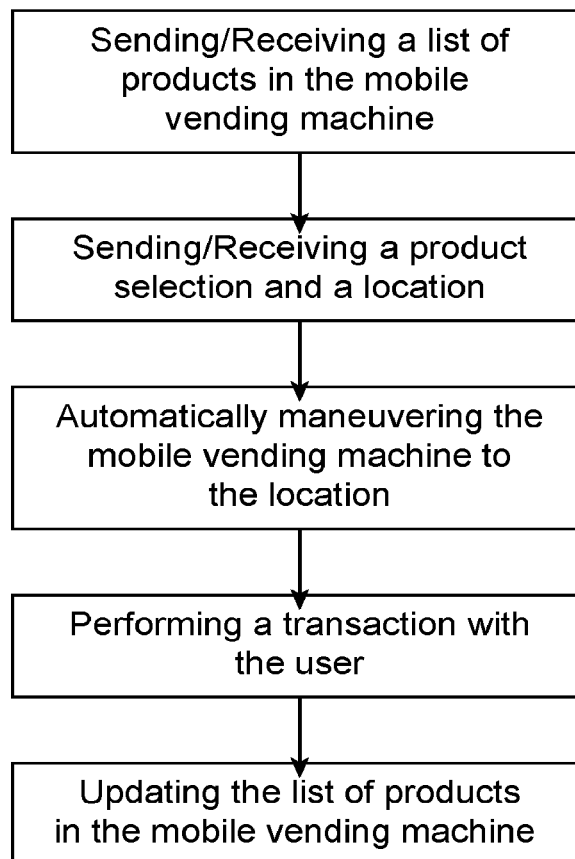 Sending/Receiving a list of
products in the mobile
vending machine
Sending/Receiving a product
selection and a location
Automatically maneuvering the
mobile vending machine to
the location
Performing a transaction with
the user
Updating the list of products
in the mobile vending machine